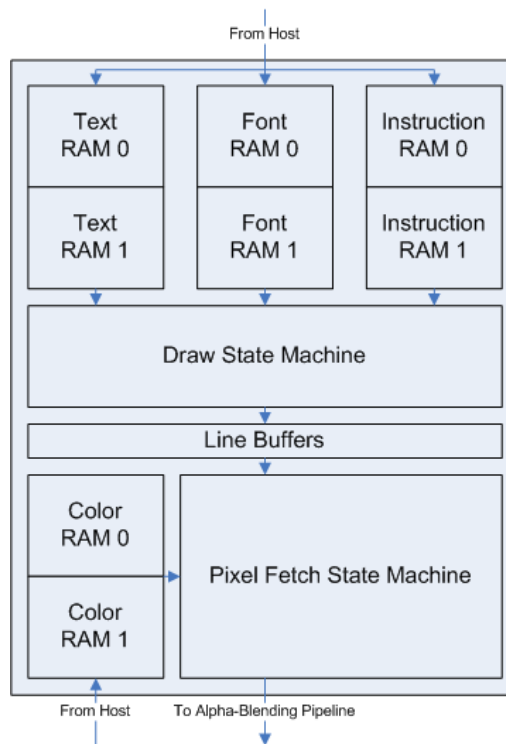 From Host
Text
RAM 0
Font
RAM 0
Instruction
RAM 0
Text
RAM 1
Font
RAM 1
Instruction
RAM 1
Draw State Machine
Line Buffers
Color
RAM 0
Pixel Fetch State Machine
Color
RAM 1
From Host
To Alpha-Blending Pipeline